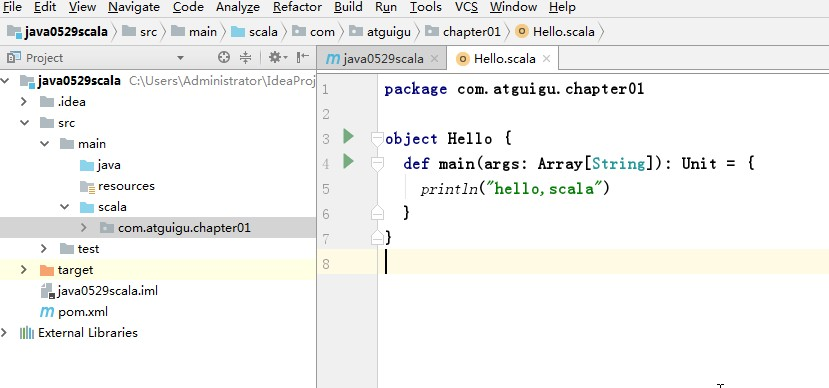 File Edit View Navigate Code Analyze Refactor Build Run Tools VCS Window Help
java0529scala src main scala com atguigu chapter01 Hello.scala
Project
java0529scala Hello.scala
java0529scala C:\Users\Administrator\IdeaProj
.idea
src
main
java
resources
scala
com.atguigu.chapter01
test
target
java0529scala.iml
pom.xml
External Libraries
1 package com.atguigu.chapter01
2
3 object Hello {
4 def main(args: Array[String]): Unit = {
5 println("hello,scala")
6 }
7 }
8